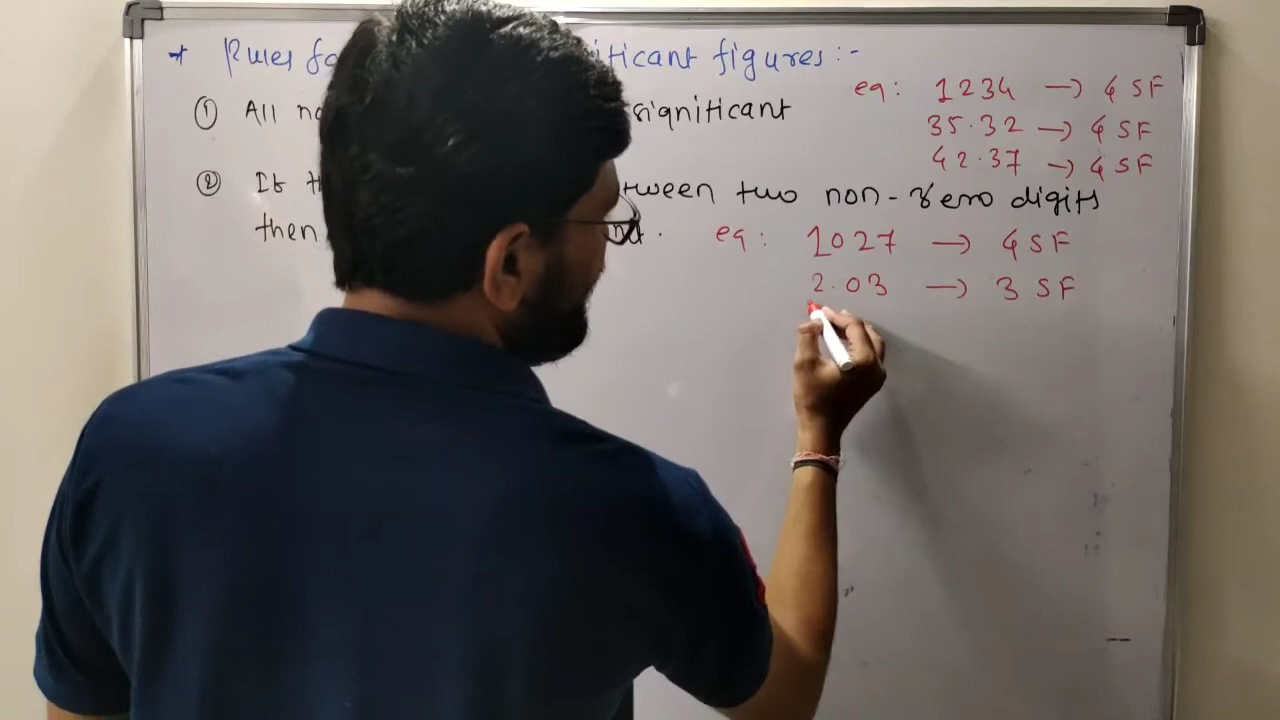 * Rules fo ificant figures :-
① All no significant
eg : 1234 → 4 SF
35.32 → 4 SF
42.37 → 4 SF
② If th tween two non-zero digits
then nt. eg : 1027 → 4 SF
2.03 → 3 SF